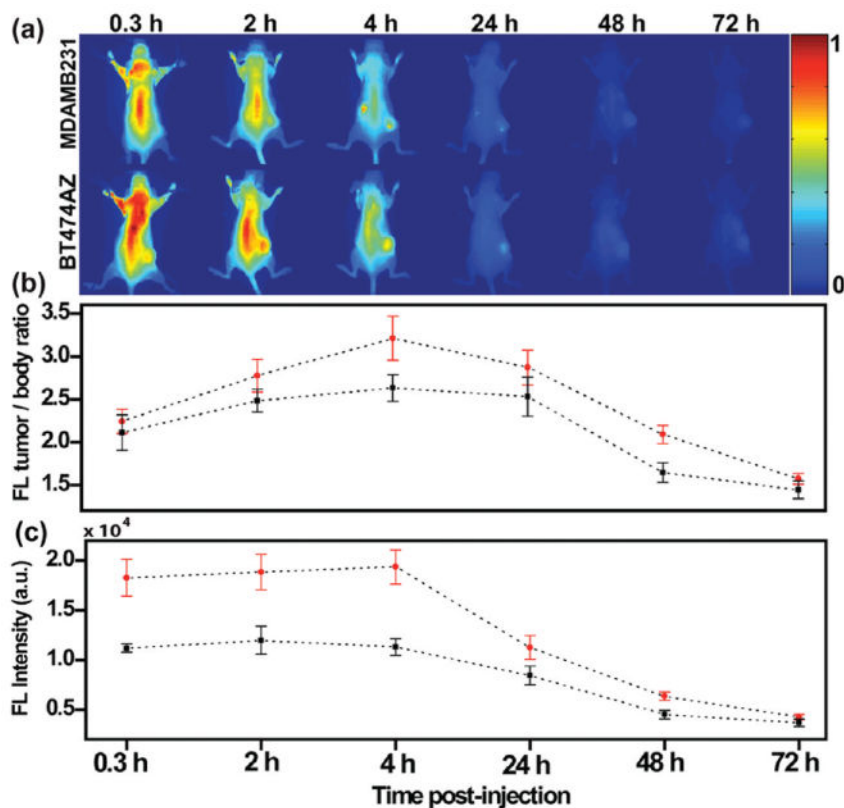 (a) 0.3 h 2 h 4 h 24 h 48 h 72 h
MDAMB231
BT474AZ
1
0
(b)
FL tumor / body ratio
3.5
3.0
2.5
2.0
1.5
(c)
x 10^4
FL Intensity (a.u.)
2.0
1.5
1.0
0.5
0.3 h 2 h 4 h 24 h 48 h 72 h
Time post-injection